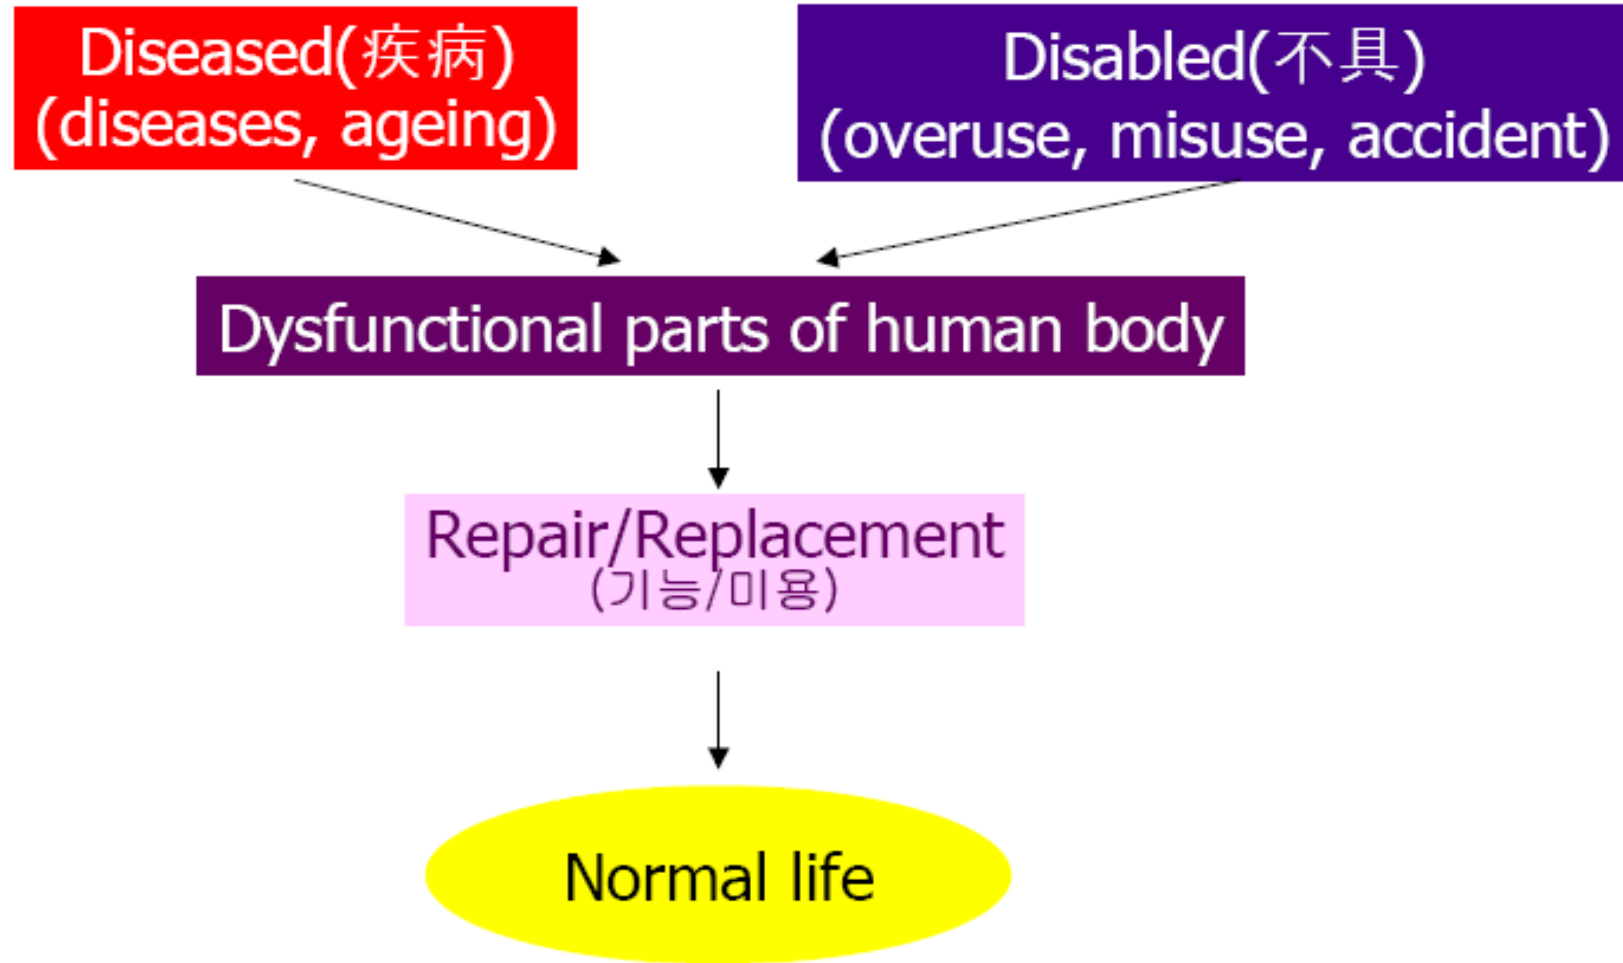 Diseased(疾病)
(diseases, ageing)
Disabled(不具)
(overuse, misuse, accident)
Dysfunctional parts of human body
Repair/Replacement
(기능/미용)
Normal life